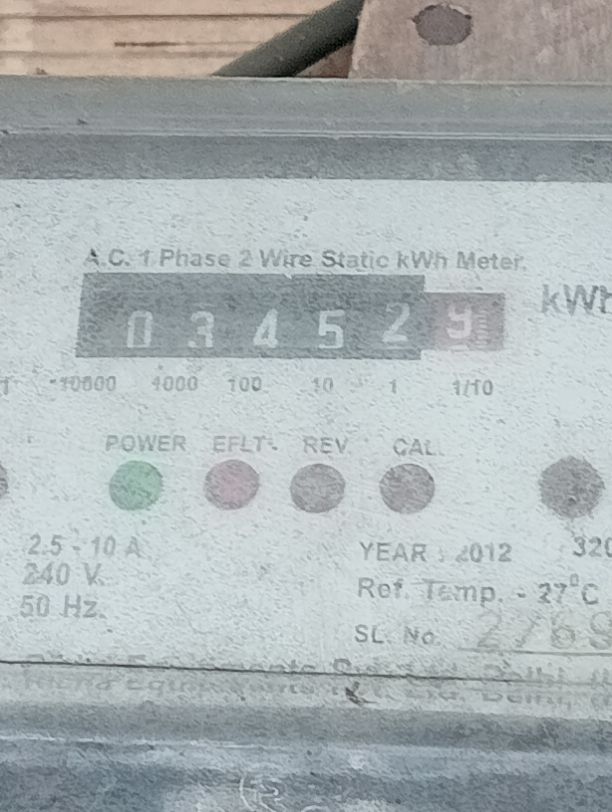 A.C. 1 Phase 2 Wire Static kWh Meter.
kWh
0 3 4 5 2 9
10000 1000 100 10 1 1/10
POWER EFLT REV CAL.
2.5 - 10 A
240 V.
50 Hz.
YEAR : 2012 320
Ref. Temp. - 27°C
SL. No. 2769